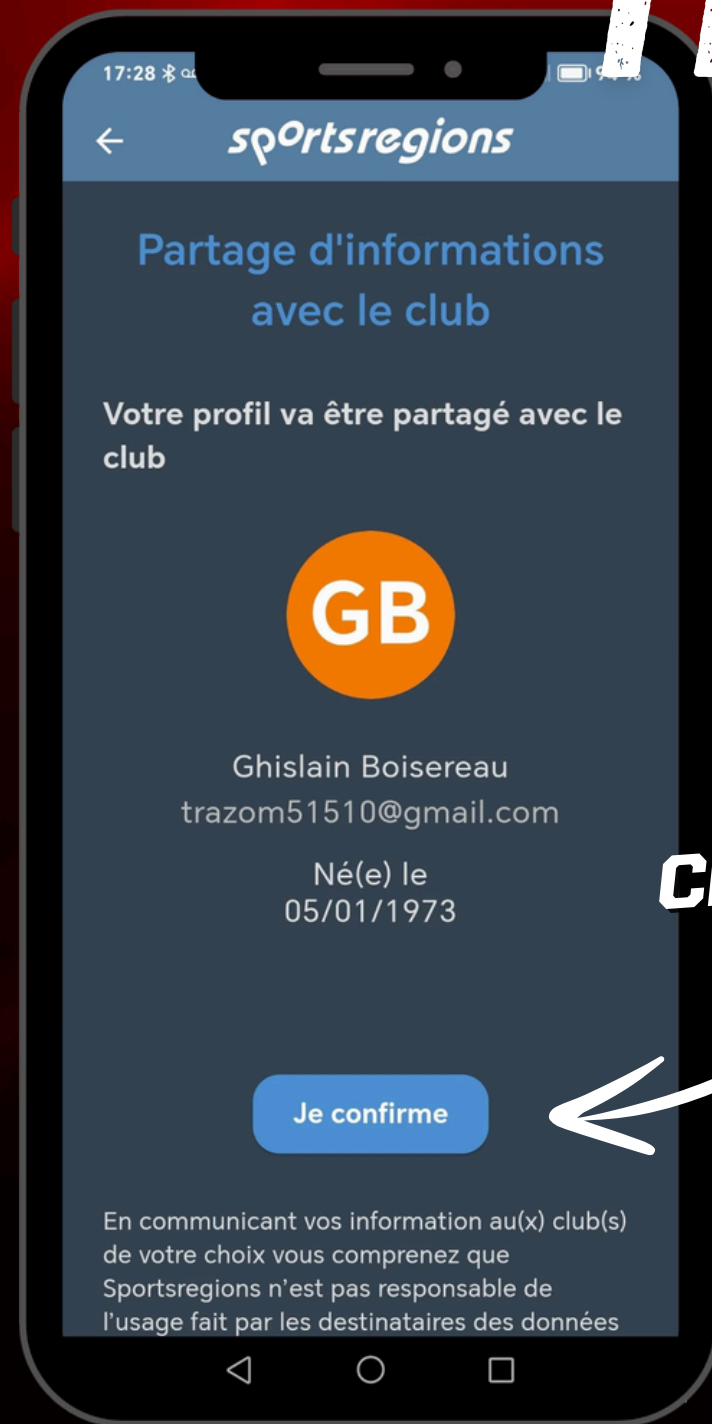 17:28
sportsregions
Partage d'informations
avec le club
Votre profil va être partagé avec le
club
GB
Ghislain Boisereau
trazom51510@gmail.com
Né(e) le
05/01/1973
Je confirme
En communicant vos information au(x) club(s)
de votre choix vous comprenez que
Sportsregions n’est pas responsable de
l’usage fait par les destinataires des données